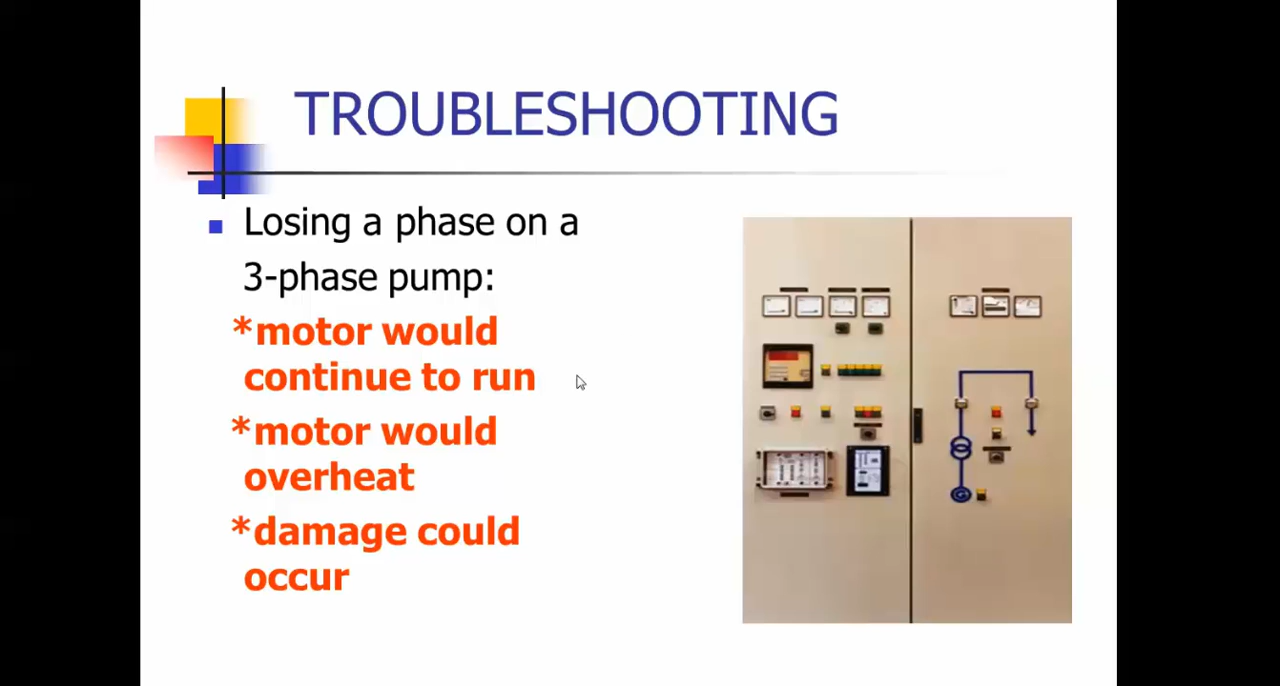 TROUBLESHOOTING
Losing a phase on a
3-phase pump:
*motor would
continue to run
*motor would
overheat
*damage could
occur